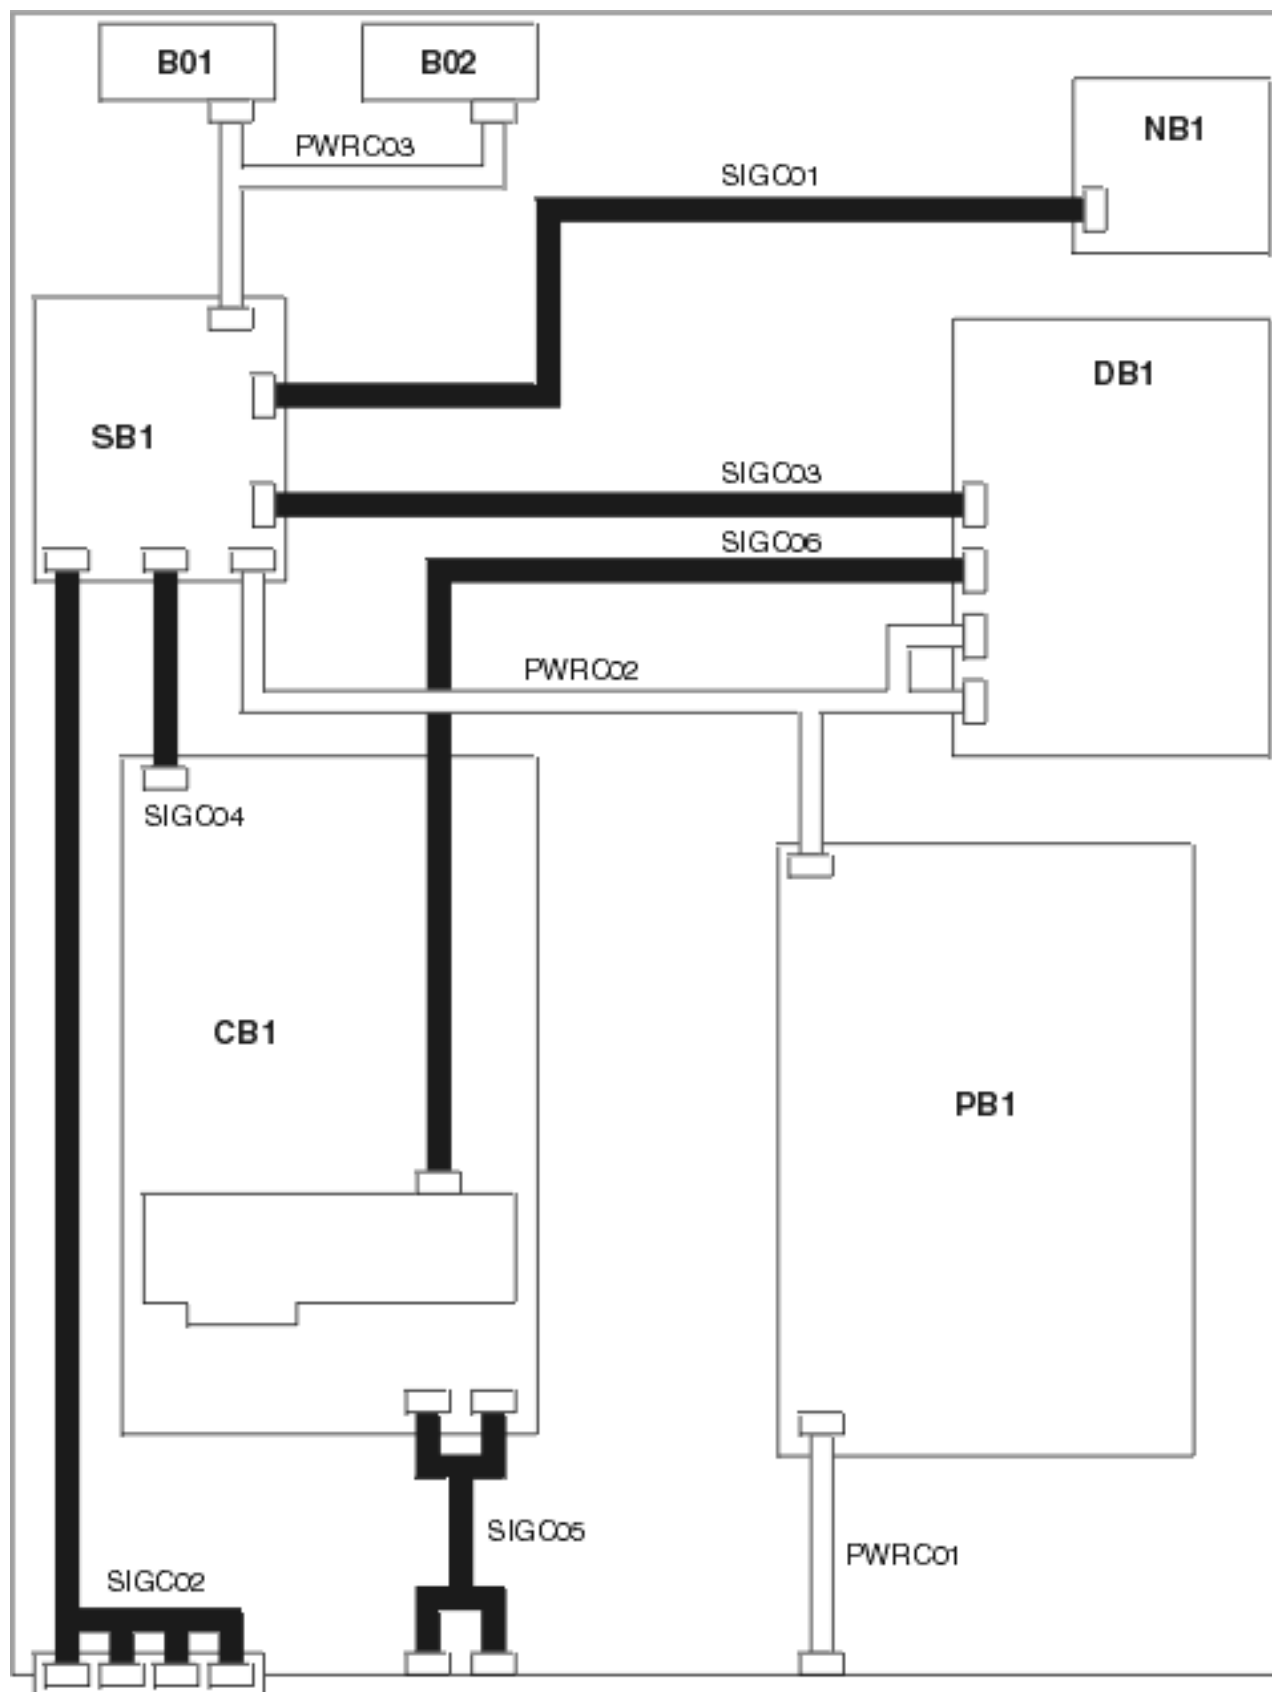 B01
B02
NB1
PWRC03
SIGC01
DB1
SB1
SIGC03
SIGC06
PWRC02
SIGC04
CB1
PB1
SIGC05
PWRC01
SIGC02